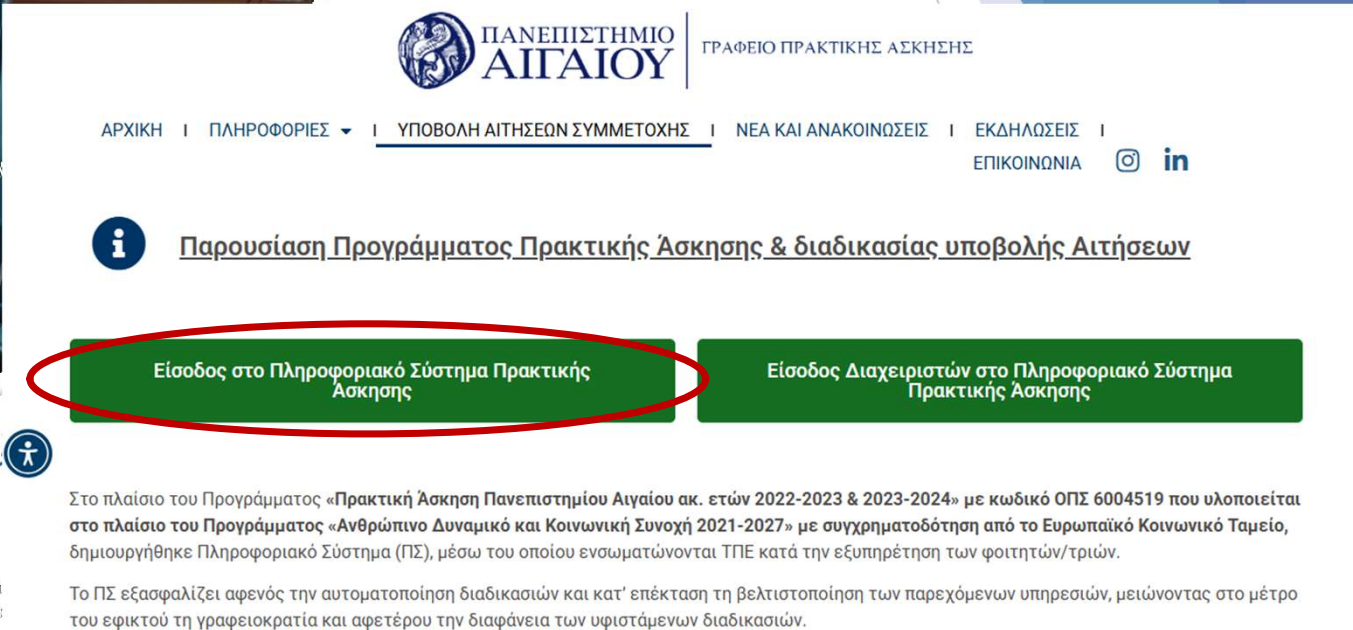 ΠΑΝΕΠΙΣΤΗΜΙΟ
ΑΙΓΑΙΟΥ
ΓΡΑΦΕΙΟ ΠΡΑΚΤΙΚΗΣ ΑΣΚΗΣΗΣ
ΑΡΧΙΚΗ Ι ΠΛΗΡΟΦΟΡΙΕΣ Ι ΥΠΟΒΟΛΗ ΑΙΤΗΣΕΩΝ ΣΥΜΜΕΤΟΧΗΣ Ι ΝΕΑ ΚΑΙ ΑΝΑΚΟΙΝΩΣΕΙΣ Ι ΕΚΔΗΛΩΣΕΙΣ Ι
ΕΠΙΚΟΙΝΩΝΙΑ in
Παρουσίαση Προγράμματος Πρακτικής Άσκησης & διαδικασίας υποβολής Αιτήσεων
Είσοδος στο Πληροφοριακό Σύστημα Πρακτικής
Άσκησης
Είσοδος Διαχειριστών στο Πληροφοριακό Σύστημα
Πρακτικής Άσκησης
Στο πλαίσιο του Προγράμματος «Πρακτική Άσκηση Πανεπιστημίου Αιγαίου ακ. ετών 2022-2023 & 2023-2024» με κωδικό ΟΠΣ 6004519 που υλοποιείται
στο πλαίσιο του Προγράμματος «Ανθρώπινο Δυναμικό και Κοινωνική Συνοχή 2021-2027» με συγχρηματοδότηση από το Ευρωπαϊκό Κοινωνικό Ταμείο,
δημιουργήθηκε Πληροφοριακό Σύστημα (ΠΣ), μέσω του οποίου ενσωματώνονται ΤΠΕ κατά την εξυπηρέτηση των φοιτητών/τριών.
Το ΠΣ εξασφαλίζει αφενός την αυτοματοποίηση διαδικασιών και κατ' επέκταση τη βελτιστοποίηση των παρεχόμενων υπηρεσιών, μειώνοντας στο μέτρο
του εφικτού τη γραφειοκρατία και αφετέρου την διαφάνεια των υφιστάμενων διαδικασιών.